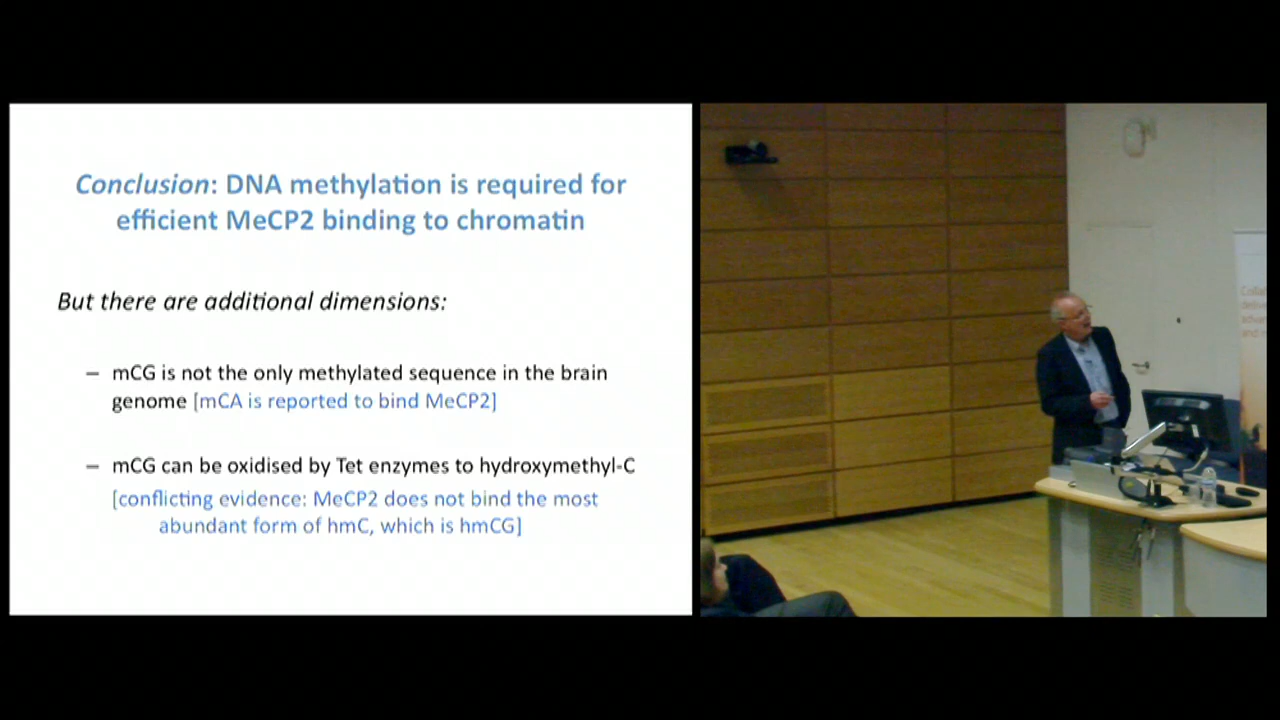 Conclusion: DNA methylation is required for
efficient MeCP2 binding to chromatin
But there are additional dimensions:
– mCG is not the only methylated sequence in the brain
genome [mCA is reported to bind MeCP2]
– mCG can be oxidised by Tet enzymes to hydroxymethyl-C
[conflicting evidence: MeCP2 does not bind the most
abundant form of hmC, which is hmCG]